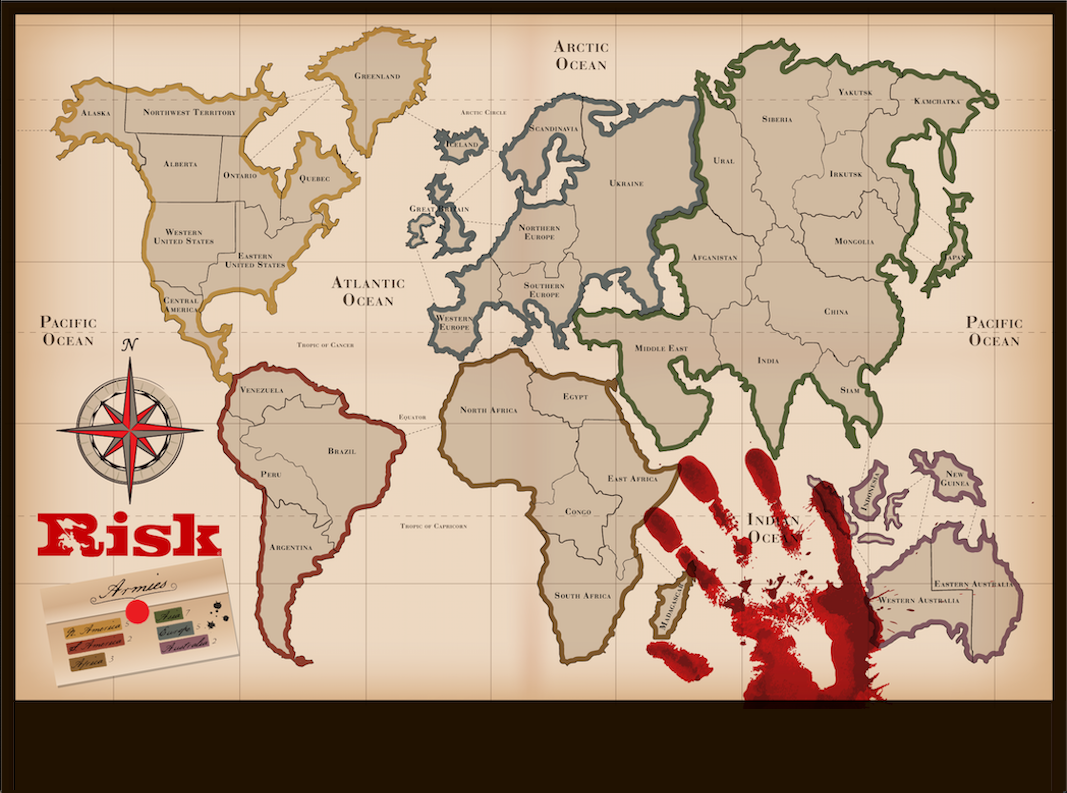 Arctic
Ocean
Greenland
Alaska
Northwest Territory
Alberta
Ontario
Quebec
Western
United States
Eastern
United States
Central
America
Arctic Circle
Iceland
Scandinavia
Great Britain
Ukraine
Northern
Europe
Southern
Europe
Western
Europe
Yakutsk
Kamchatka
Siberia
Ural
Irkutsk
Mongolia
Japan
Afganistan
China
Middle East
India
Siam
Atlantic
Ocean
Pacific
Ocean
Pacific
Ocean
Tropic of Cancer
N
Venezuela
Brazil
Peru
Argentina
Equator
Tropic of Capricorn
North Africa
Egypt
East Africa
Congo
South Africa
Madagascar
Indian
Ocean
Indonesia
New
Guinea
Western Australia
Eastern Australia
Risk
Armies
N America 5
S America 2
Africa 3
Asia 7
Europe 5
Australia 2